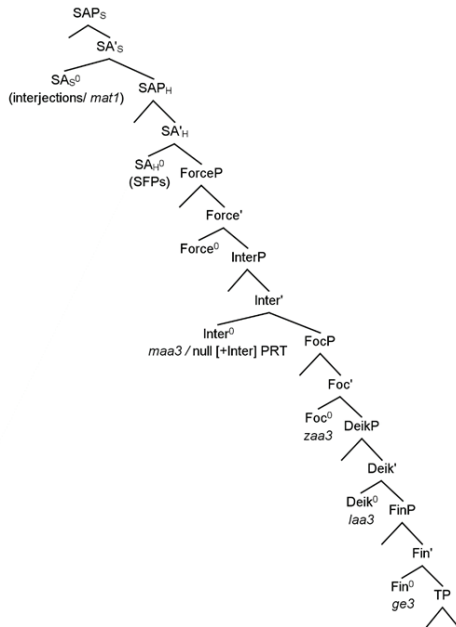 SAPS
SA'S
SAS0
SAPH
(interjections/ mat1)
SA'H
SAH0
ForceP
(SFPs)
Force'
Force0
InterP
Inter'
Inter0
FocP
maa3 / null [+Inter] PRT
Foc'
Foc0
DeikP
zaa3
Deik'
Deik0
FinP
laa3
Fin'
Fin0
TP
ge3